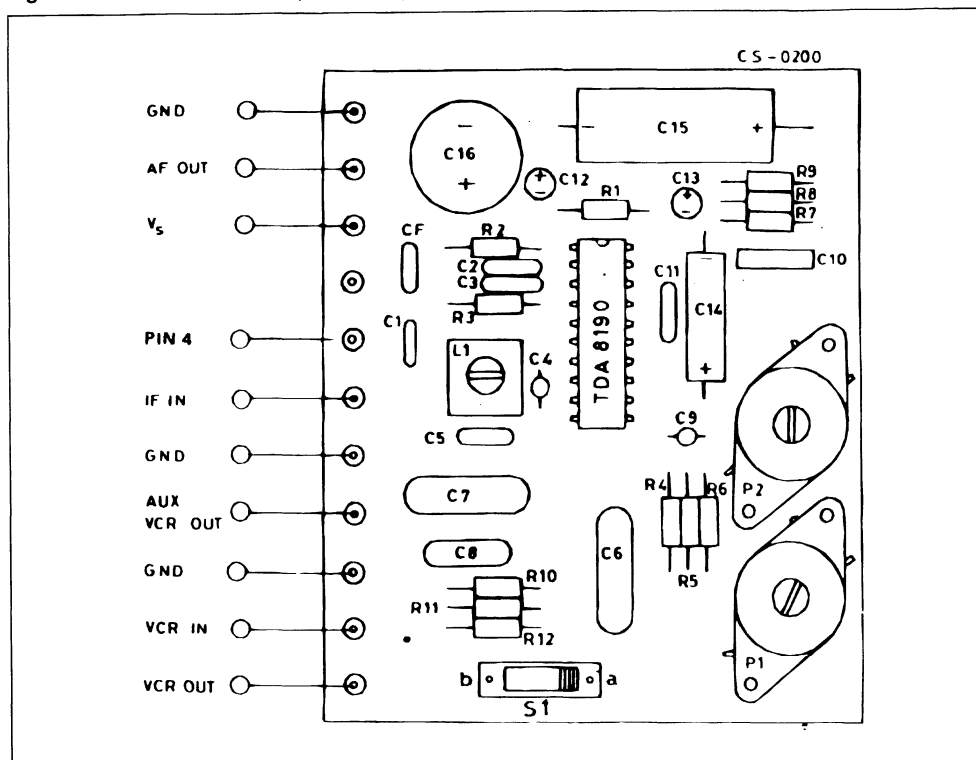 CS-0200
GND
AF OUT
Vs
PIN 4
IF IN
GND
AUX
VCR OUT
GND
VCR IN
VCR OUT
C16
- +
- C15 +
+ C12 -
R1
C13
+ -
R9
R8
R7
CF
R2
C2
C3
R3
C1
L1
C4
TDA 8190
C11
-
C14
+
C10
C5
C9
C7
C8
C6
R4
R6
R5
P2
R10
R11
R12
P1
b a
S1